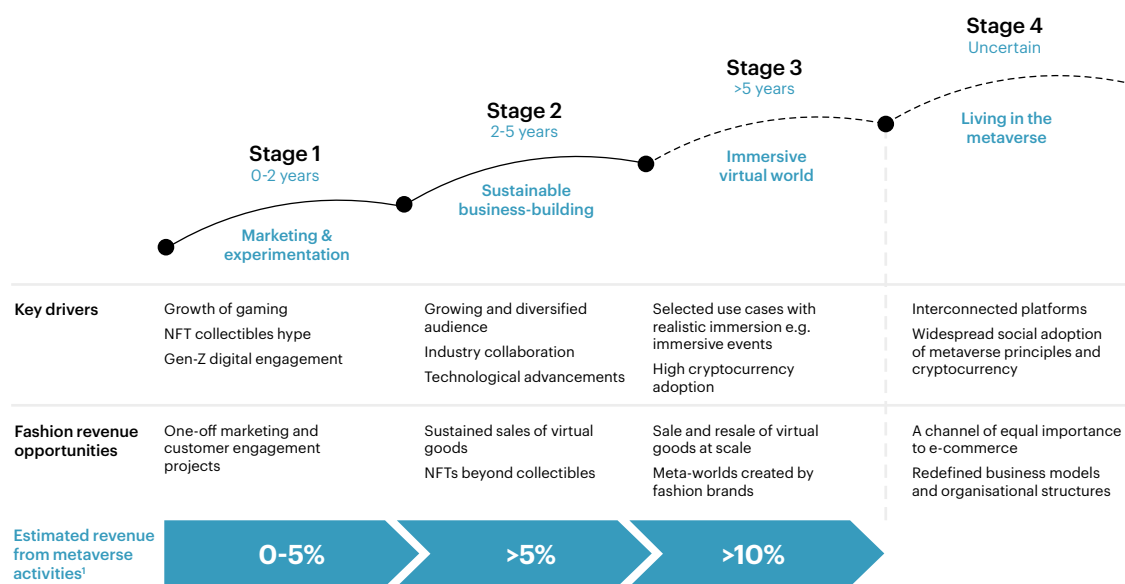 Stage 1
0-2 years
Marketing &
experimentation
Stage 2
2-5 years
Sustainable
business-building
Stage 3
>5 years
Immersive
virtual world
Stage 4
Uncertain
Living in the
metaverse
Key drivers
Growth of gaming
NFT collectibles hype
Gen-Z digital engagement
Growing and diversified
audience
Industry collaboration
Technological advancements
Selected use cases with
realistic immersion e.g.
immersive events
High cryptocurrency
adoption
Interconnected platforms
Widespread social adoption
of metaverse principles and
cryptocurrency
Fashion revenue
opportunities
One-off marketing and
customer engagement
projects
Sustained sales of virtual
goods
NFTs beyond collectibles
Sale and resale of virtual
goods at scale
Meta-worlds created by
fashion brands
A channel of equal importance
to e-commerce
Redefined business models
and organisational structures
Estimated revenue
from metaverse
activities¹
0-5%
>5%
>10%